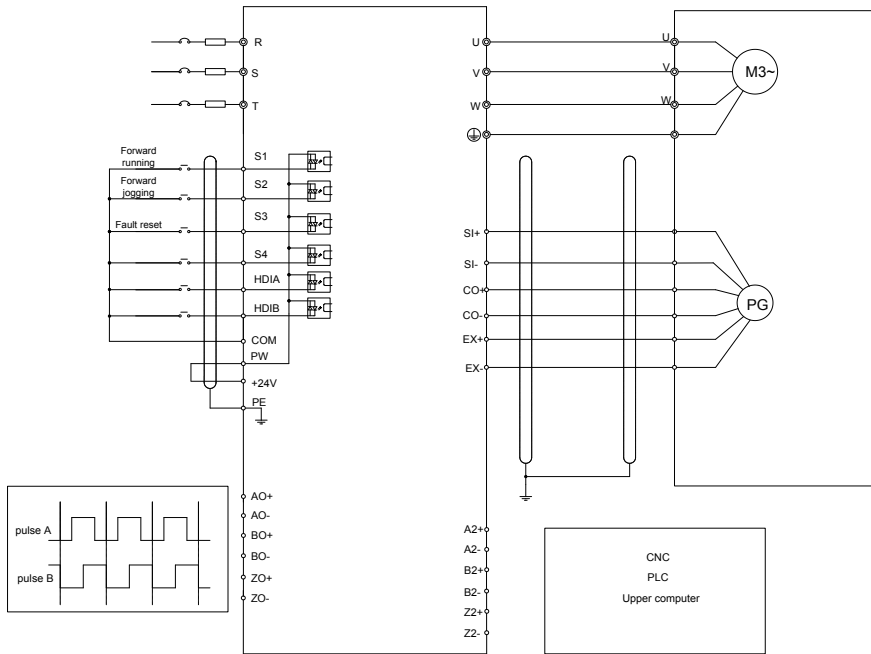 R
S
T
U
V
W
U
V
W
M3~
Forward
running
S1
Forward
jogging
S2
Fault reset
S3
S4
HDIA
HDIB
COM
PW
+24V
PE
SI+
SI-
CO+
CO-
EX+
EX-
PG
AO+
AO-
BO+
BO-
ZO+
ZO-
pulse A
pulse B
A2+
A2-
B2+
B2-
Z2+
Z2-
CNC
PLC
Upper computer